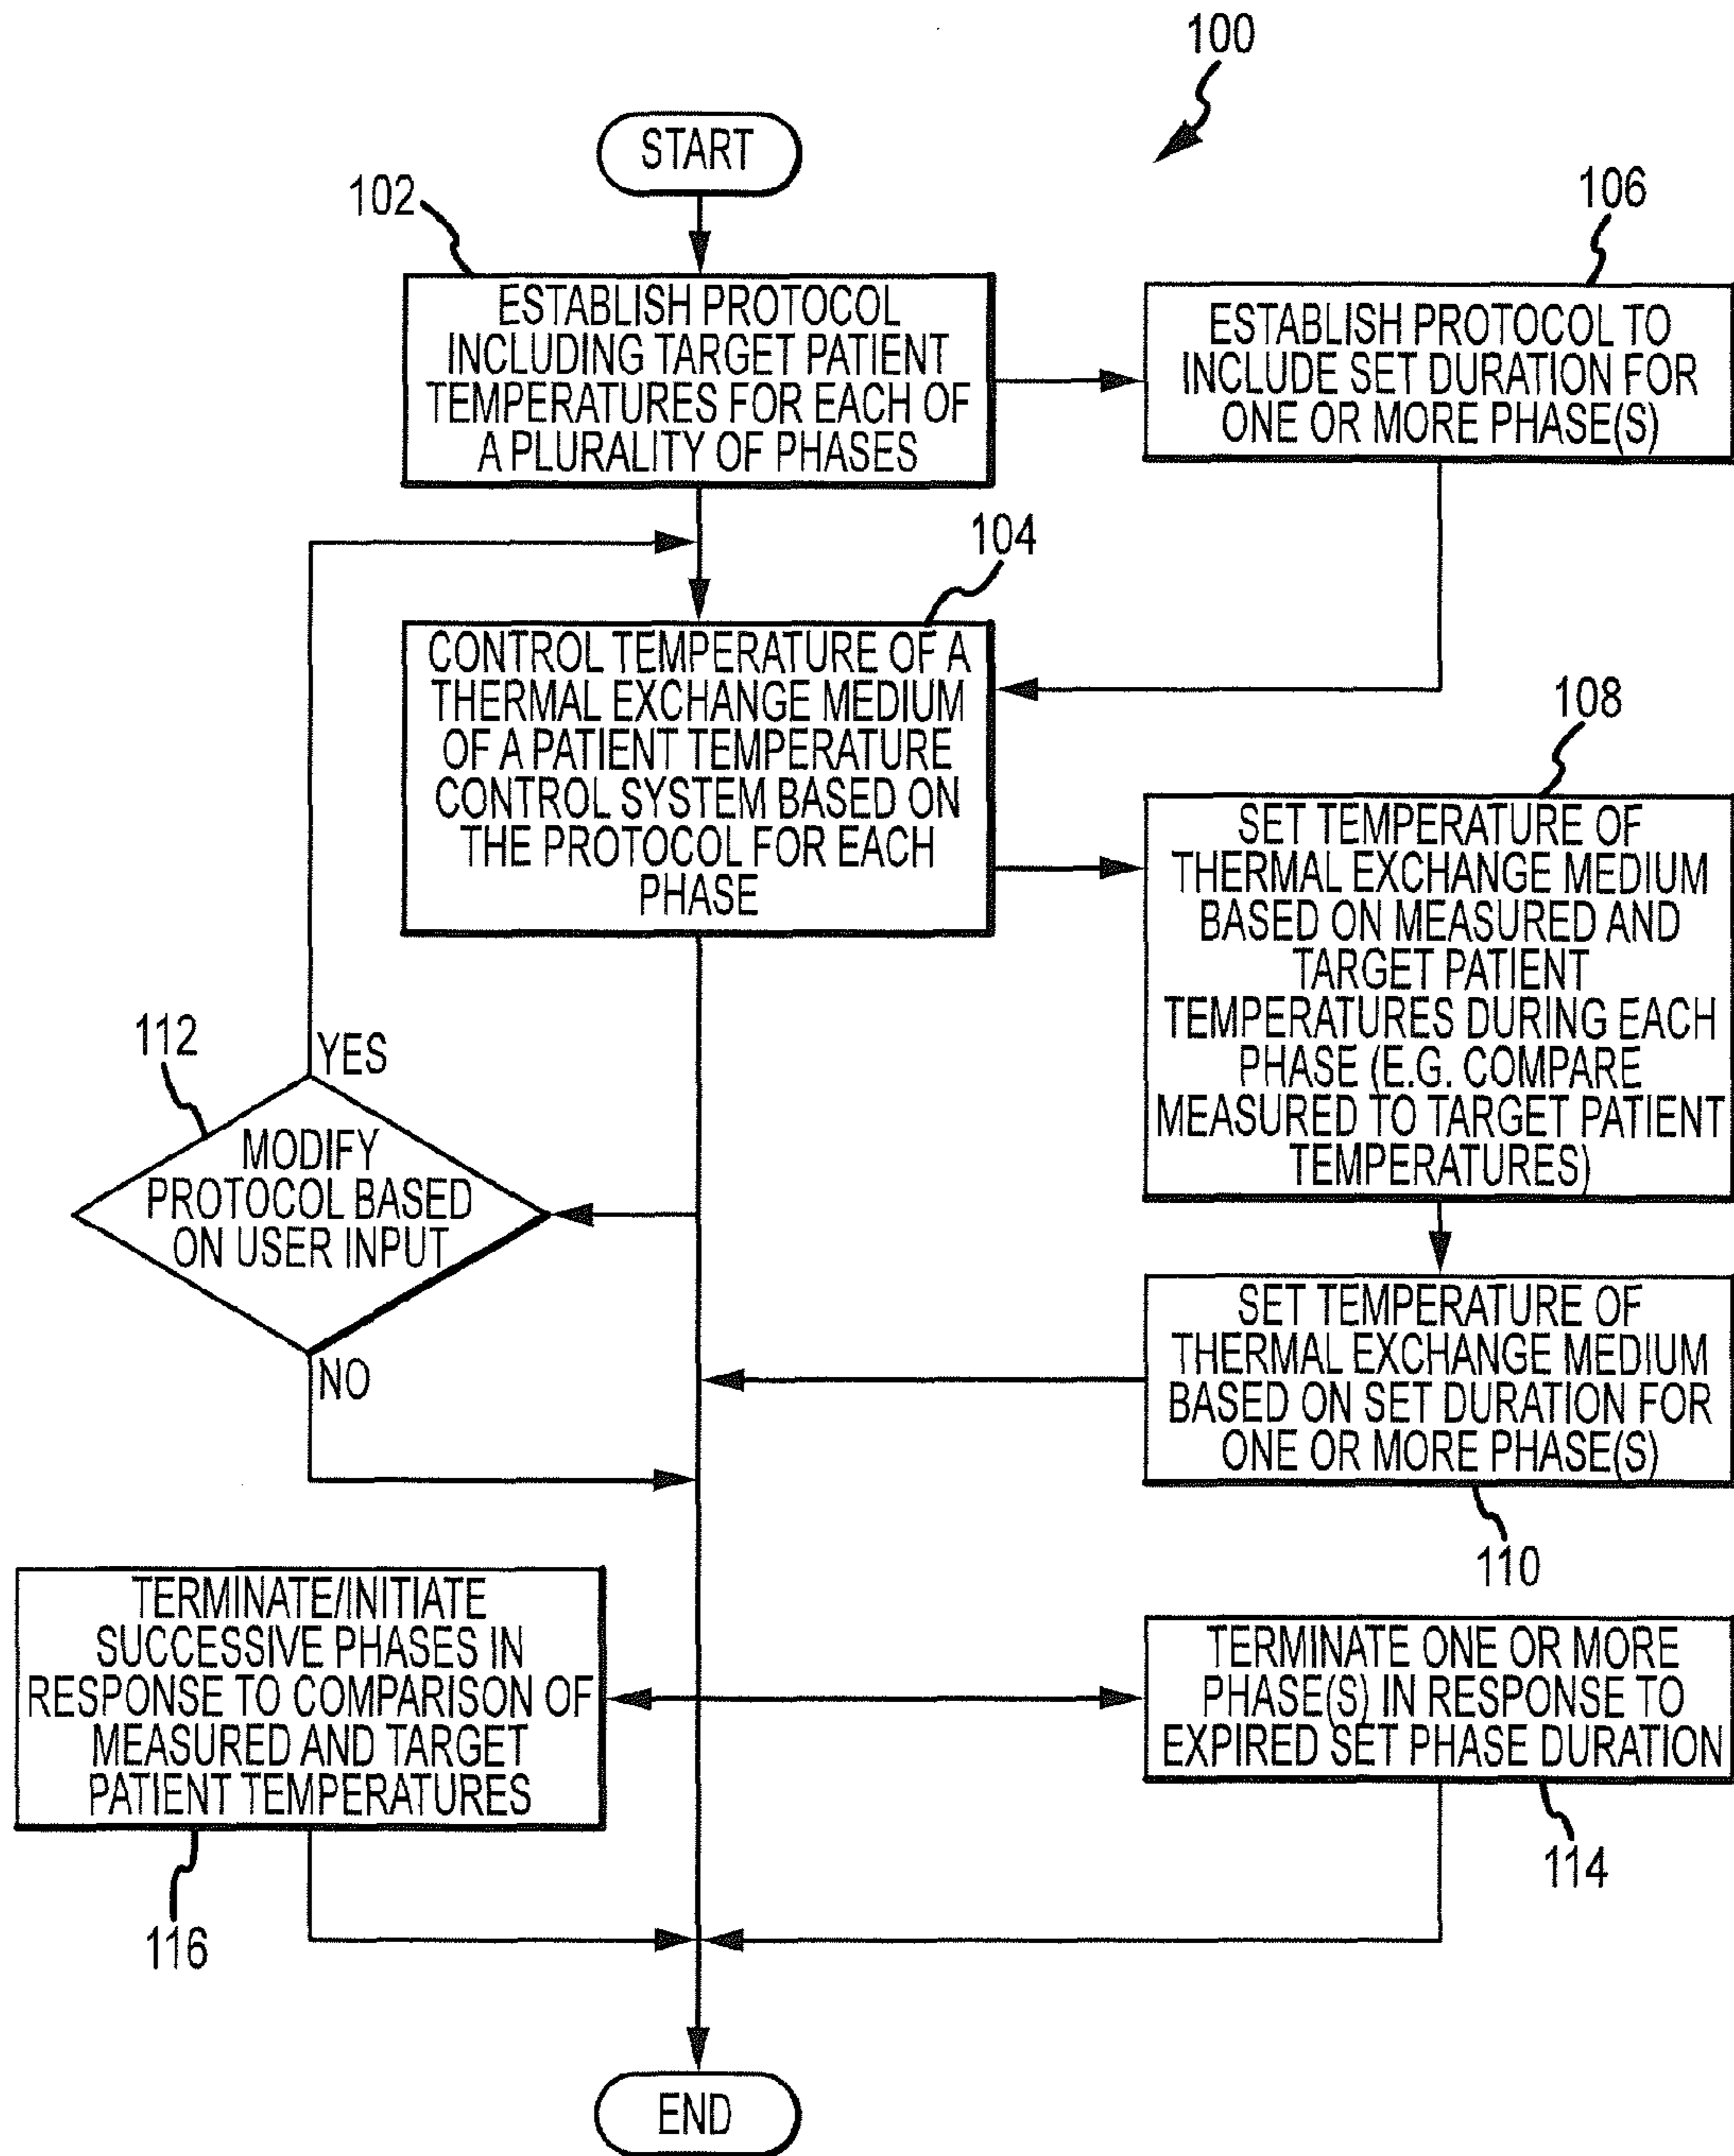 100
START
102
ESTABLISH PROTOCOL
INCLUDING TARGET PATIENT
TEMPERATURES FOR EACH OF
A PLURALITY OF PHASES
106
ESTABLISH PROTOCOL TO
INCLUDE SET DURATION FOR
ONE OR MORE PHASE(S)
104
CONTROL TEMPERATURE OF A
THERMAL EXCHANGE MEDIUM
OF A PATIENT TEMPERATURE
CONTROL SYSTEM BASED ON
THE PROTOCOL FOR EACH
PHASE
108
SET TEMPERATURE OF
THERMAL EXCHANGE MEDIUM
BASED ON MEASURED AND
TARGET PATIENT
TEMPERATURES DURING EACH
PHASE (E.G. COMPARE
MEASURED TO TARGET PATIENT
TEMPERATURES)
112
YES
MODIFY
PROTOCOL BASED
ON USER INPUT
NO
SET TEMPERATURE OF
THERMAL EXCHANGE MEDIUM
BASED ON SET DURATION FOR
ONE OR MORE PHASE(S)
110
TERMINATE/INITIATE
SUCCESSIVE PHASES IN
RESPONSE TO COMPARISON OF
MEASURED AND TARGET
PATIENT TEMPERATURES
116
TERMINATE ONE OR MORE
PHASE(S) IN RESPONSE TO
EXPIRED SET PHASE DURATION
114
END